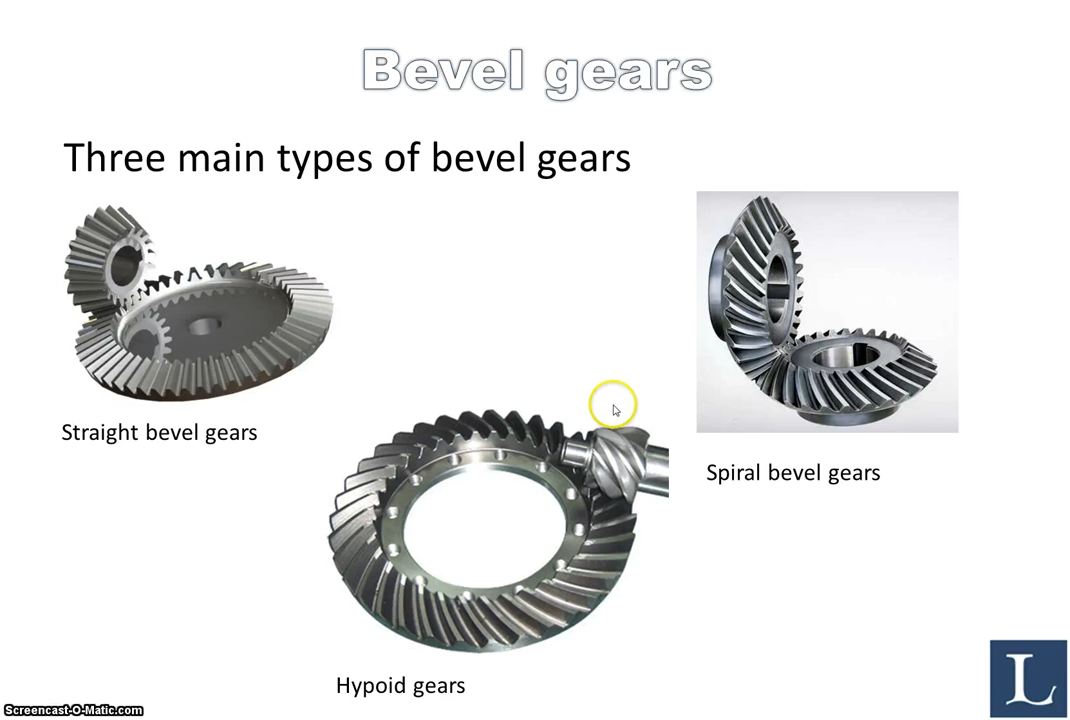 Bevel gears
Three main types of bevel gears
Straight bevel gears
Spiral bevel gears
Hypoid gears
L
Screencast-O-Matic.com